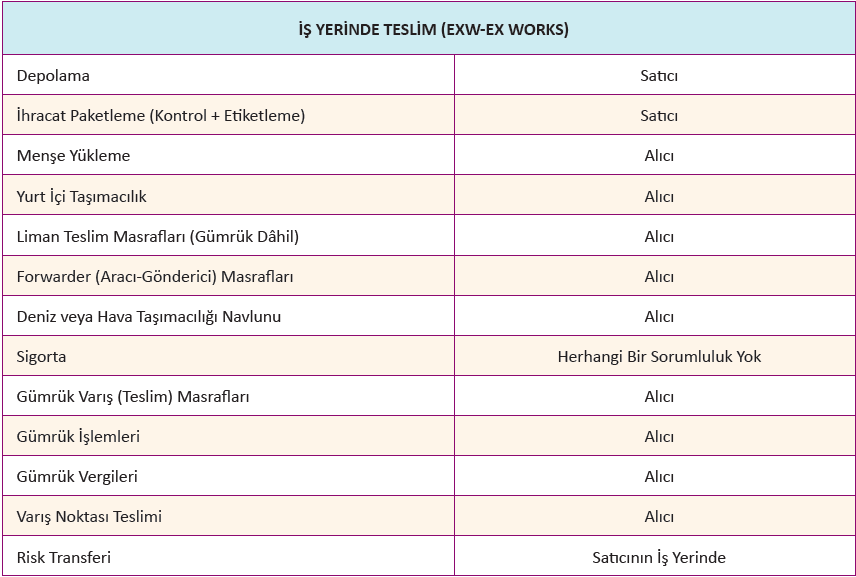 İŞ YERİNDE TESLİM (EXW-EX WORKS)
Depolama Satıcı
İhracat Paketleme (Kontrol + Etiketleme) Satıcı
Menşe Yükleme Alıcı
Yurt İçi Taşımacılık Alıcı
Liman Teslim Masrafları (Gümrük Dâhil) Alıcı
Forwarder (Aracı-Gönderici) Masrafları Alıcı
Deniz veya Hava Taşımacılığı Navlunu Alıcı
Sigorta Herhangi Bir Sorumluluk Yok
Gümrük Varış (Teslim) Masrafları Alıcı
Gümrük İşlemleri Alıcı
Gümrük Vergileri Alıcı
Varış Noktası Teslimi Alıcı
Risk Transferi Satıcının İş Yerinde